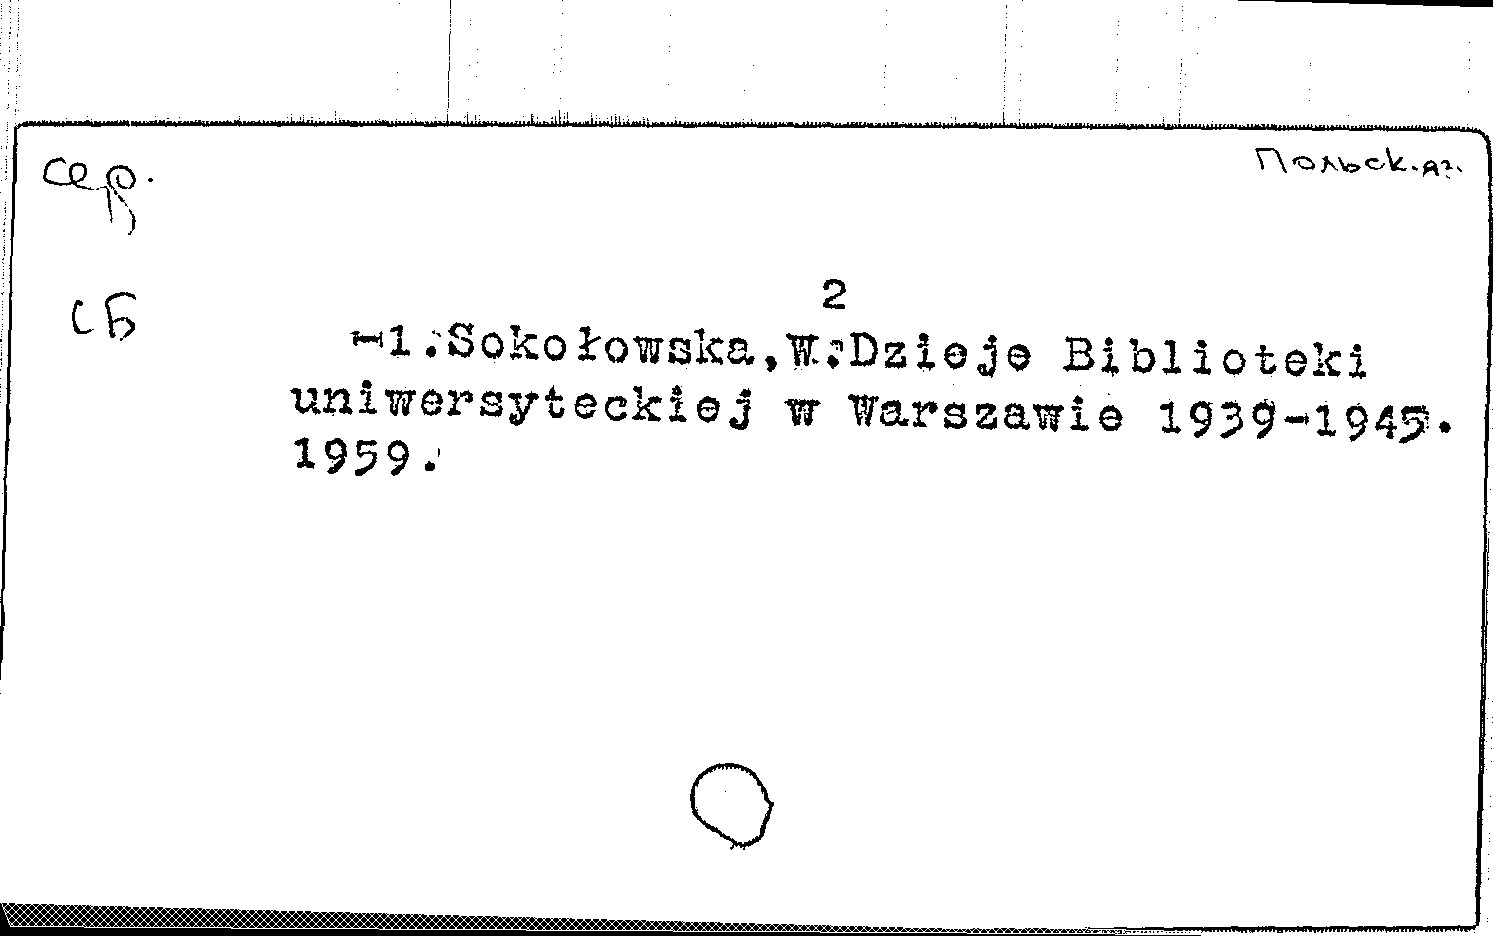 сер.
Польск. яз.
сБ
2
-1.Sokołowska,W.Dzieje Biblioteki
uniwersyteckiej w Warszawie 1939-1945.
1959.